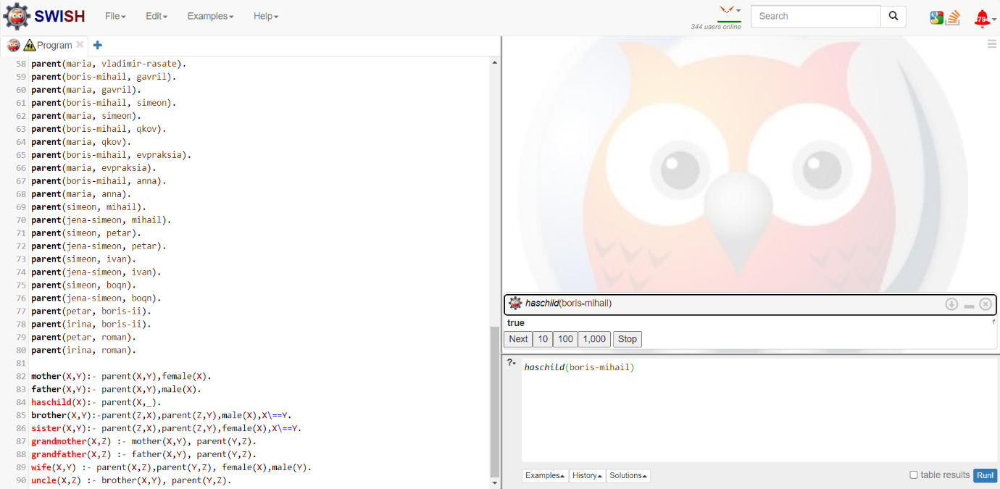 SWISH File Edit Examples Help
344 users online
Search
79
Program
58 parent(maria, vladimir-rasate).
59 parent(boris-mihail, gavril).
60 parent(maria, gavril).
61 parent(boris-mihail, simeon).
62 parent(maria, simeon).
63 parent(boris-mihail, qkov).
64 parent(maria, qkov).
65 parent(boris-mihail, evpraksia).
66 parent(maria, evpraksia).
67 parent(boris-mihail, anna).
68 parent(maria, anna).
69 parent(simeon, mihail).
70 parent(jena-simeon, mihail).
71 parent(simeon, petar).
72 parent(jena-simeon, petar).
73 parent(simeon, ivan).
74 parent(jena-simeon, ivan).
75 parent(simeon, boqn).
76 parent(jena-simeon, boqn).
77 parent(petar, boris-ii).
78 parent(irina, boris-ii).
79 parent(petar, roman).
80 parent(irina, roman).
81
82 mother(X,Y):- parent(X,Y),female(X).
83 father(X,Y):- parent(X,Y),male(X).
84 haschild(X):- parent(X,_).
85 brother(X,Y):-parent(Z,X),parent(Z,Y),male(X),X\==Y.
86 sister(X,Y):- parent(Z,X),parent(Z,Y),female(X),X\==Y.
87 grandmother(X,Z) :- mother(X,Y), parent(Y,Z).
88 grandfather(X,Z) :- father(X,Y), parent(Y,Z).
89 wife(X,Y) :- parent(X,Z),parent(Y,Z), female(X),male(Y).
90 uncle(X,Z) :- brother(X,Y), parent(Y,Z).
haschild(boris-mihail)
true 1
Next 10 100 1,000 Stop
?- haschild(boris-mihail)
Examples History Solutions table results Run!